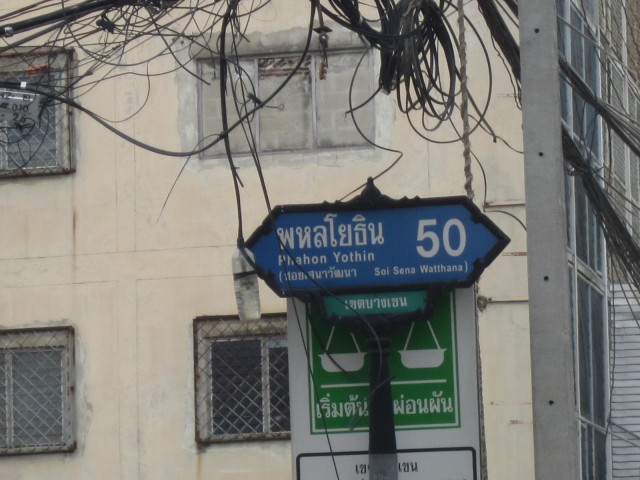 พหลโยธิน 50
Phahon Yothin
(ซอยเสนาวัฒนา Soi Sena Watthana)
เขตบางเขน
เริ่มต้น ผ่อนผัน